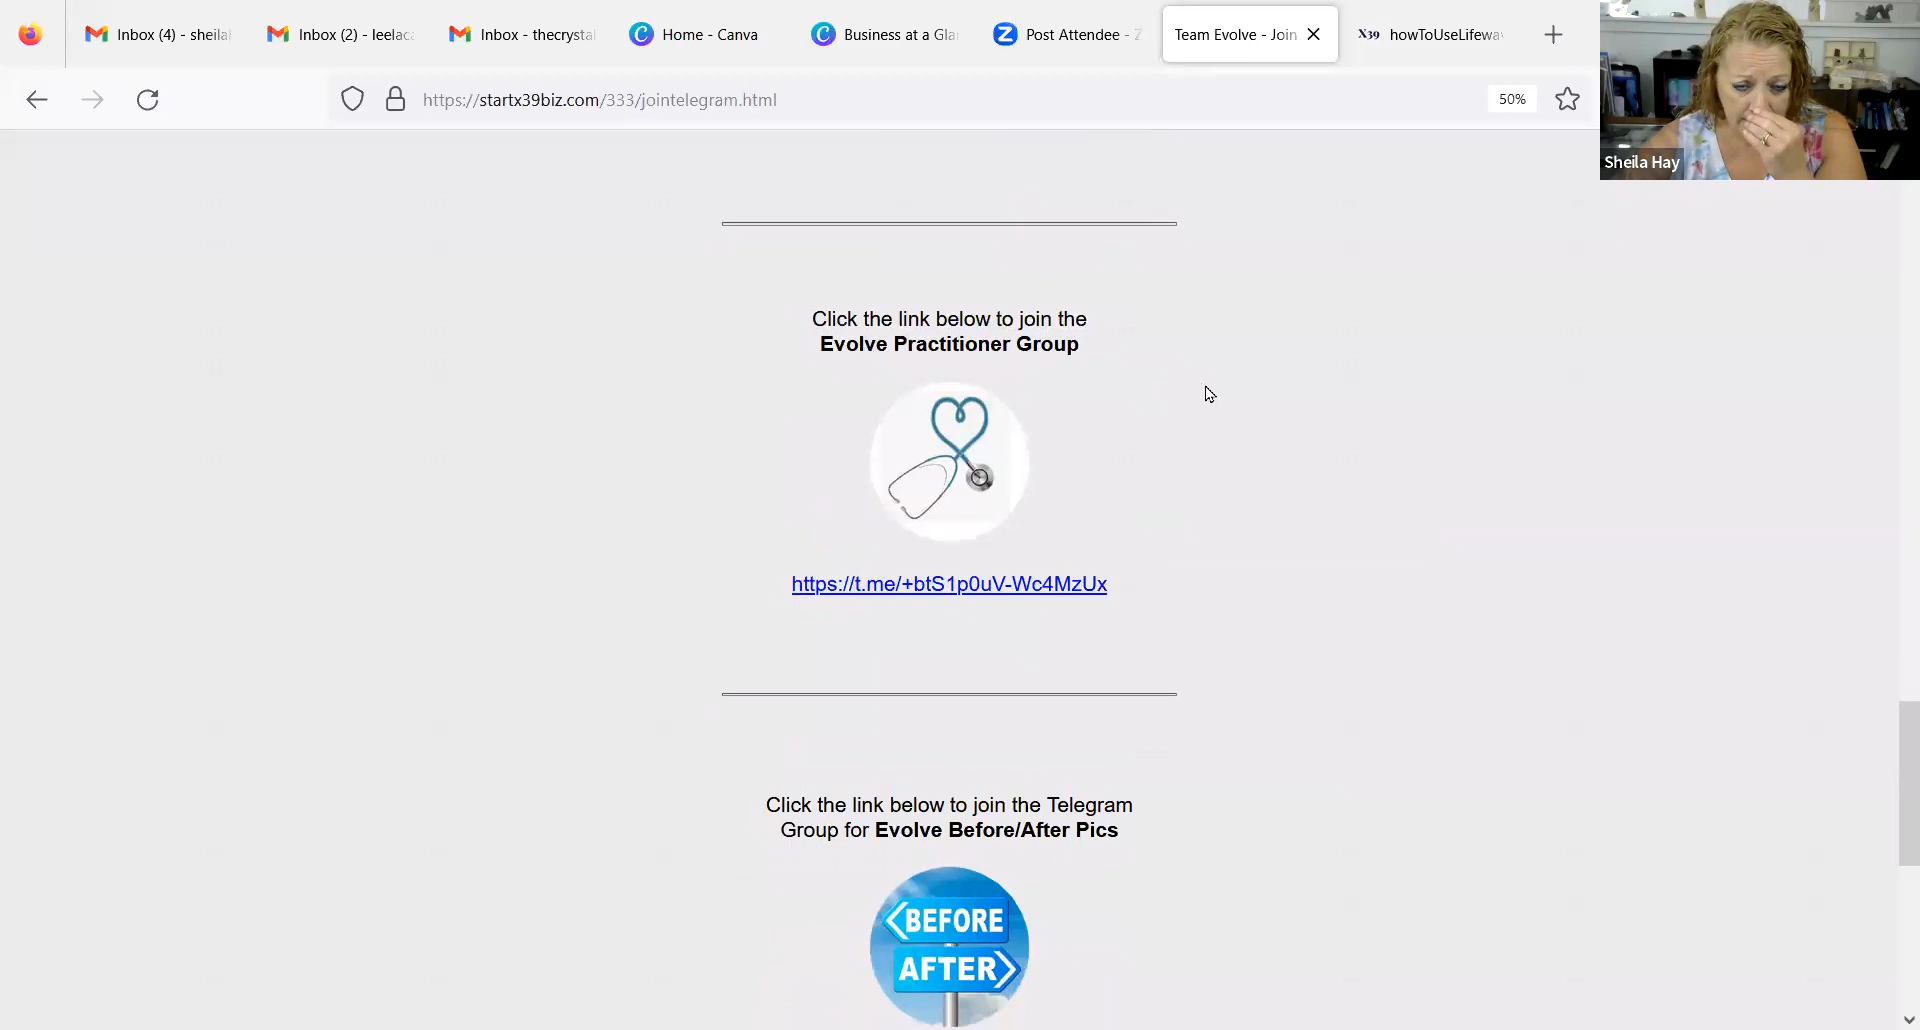 Inbox (4) - sheila
Inbox (2) - leelac
Inbox - thecrystal
Home - Canva
Business at a Gla
Post Attendee - Z
Team Evolve - Join
X39 howToUseLifewa
https://startx39biz.com/333/jointelegram.html
50%
Sheila Hay
Click the link below to join the
Evolve Practitioner Group
https://t.me/+btS1p0uV-Wc4MzUx
Click the link below to join the Telegram
Group for Evolve Before/After Pics
BEFORE
AFTER